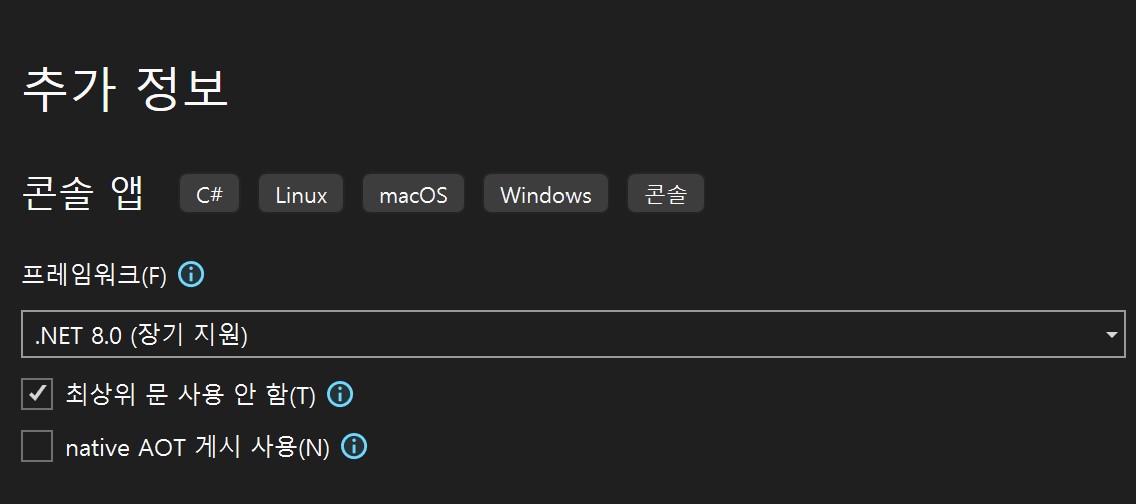 추가 정보
콘솔 앱 C# Linux macOS Windows 콘솔
프레임워크(F)
.NET 8.0 (장기 지원)
최상위 문 사용 안 함(T)
native AOT 게시 사용(N)